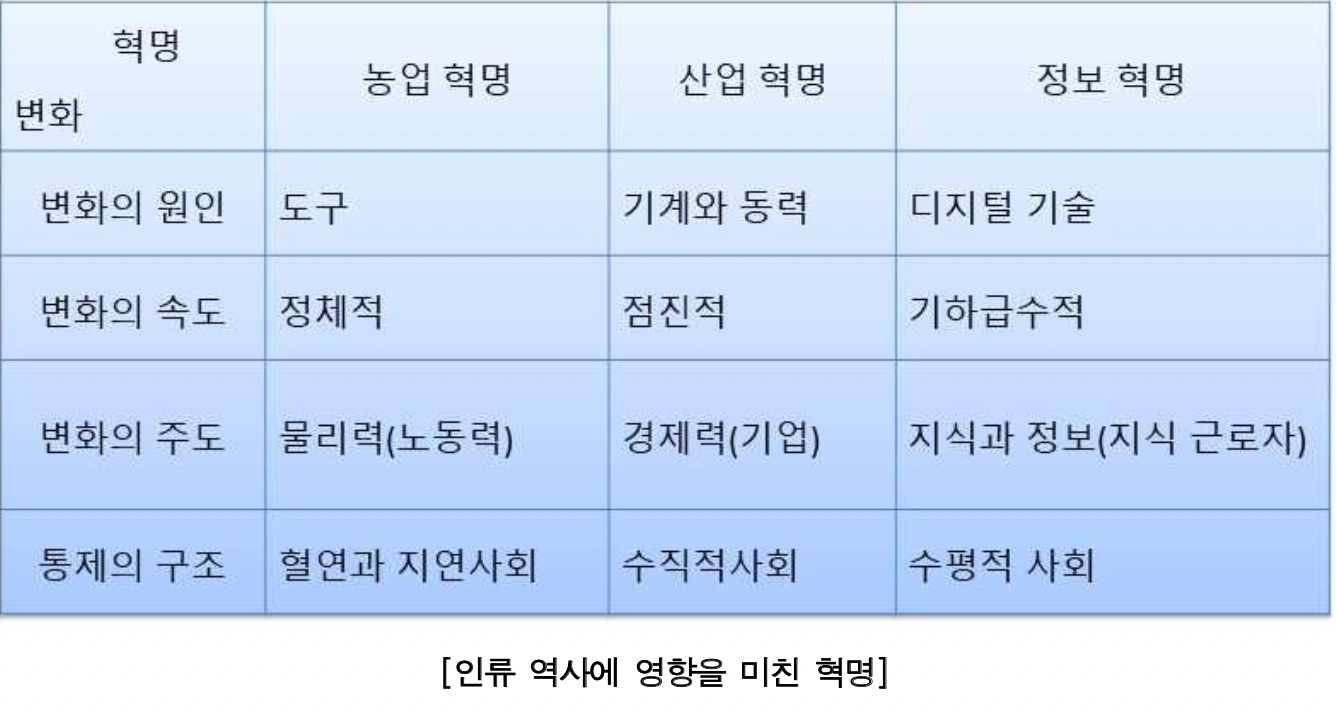 혁명
변화
농업 혁명 산업 혁명 정보 혁명
변화의 원인 도구 기계와 동력 디지털 기술
변화의 속도 정체적 점진적 기하급수적
변화의 주도 물리력(노동력) 경제력(기업) 지식과 정보(지식 근로자)
통제의 구조 혈연과 지연사회 수직적사회 수평적 사회
[인류 역사에 영향을 미친 혁명]